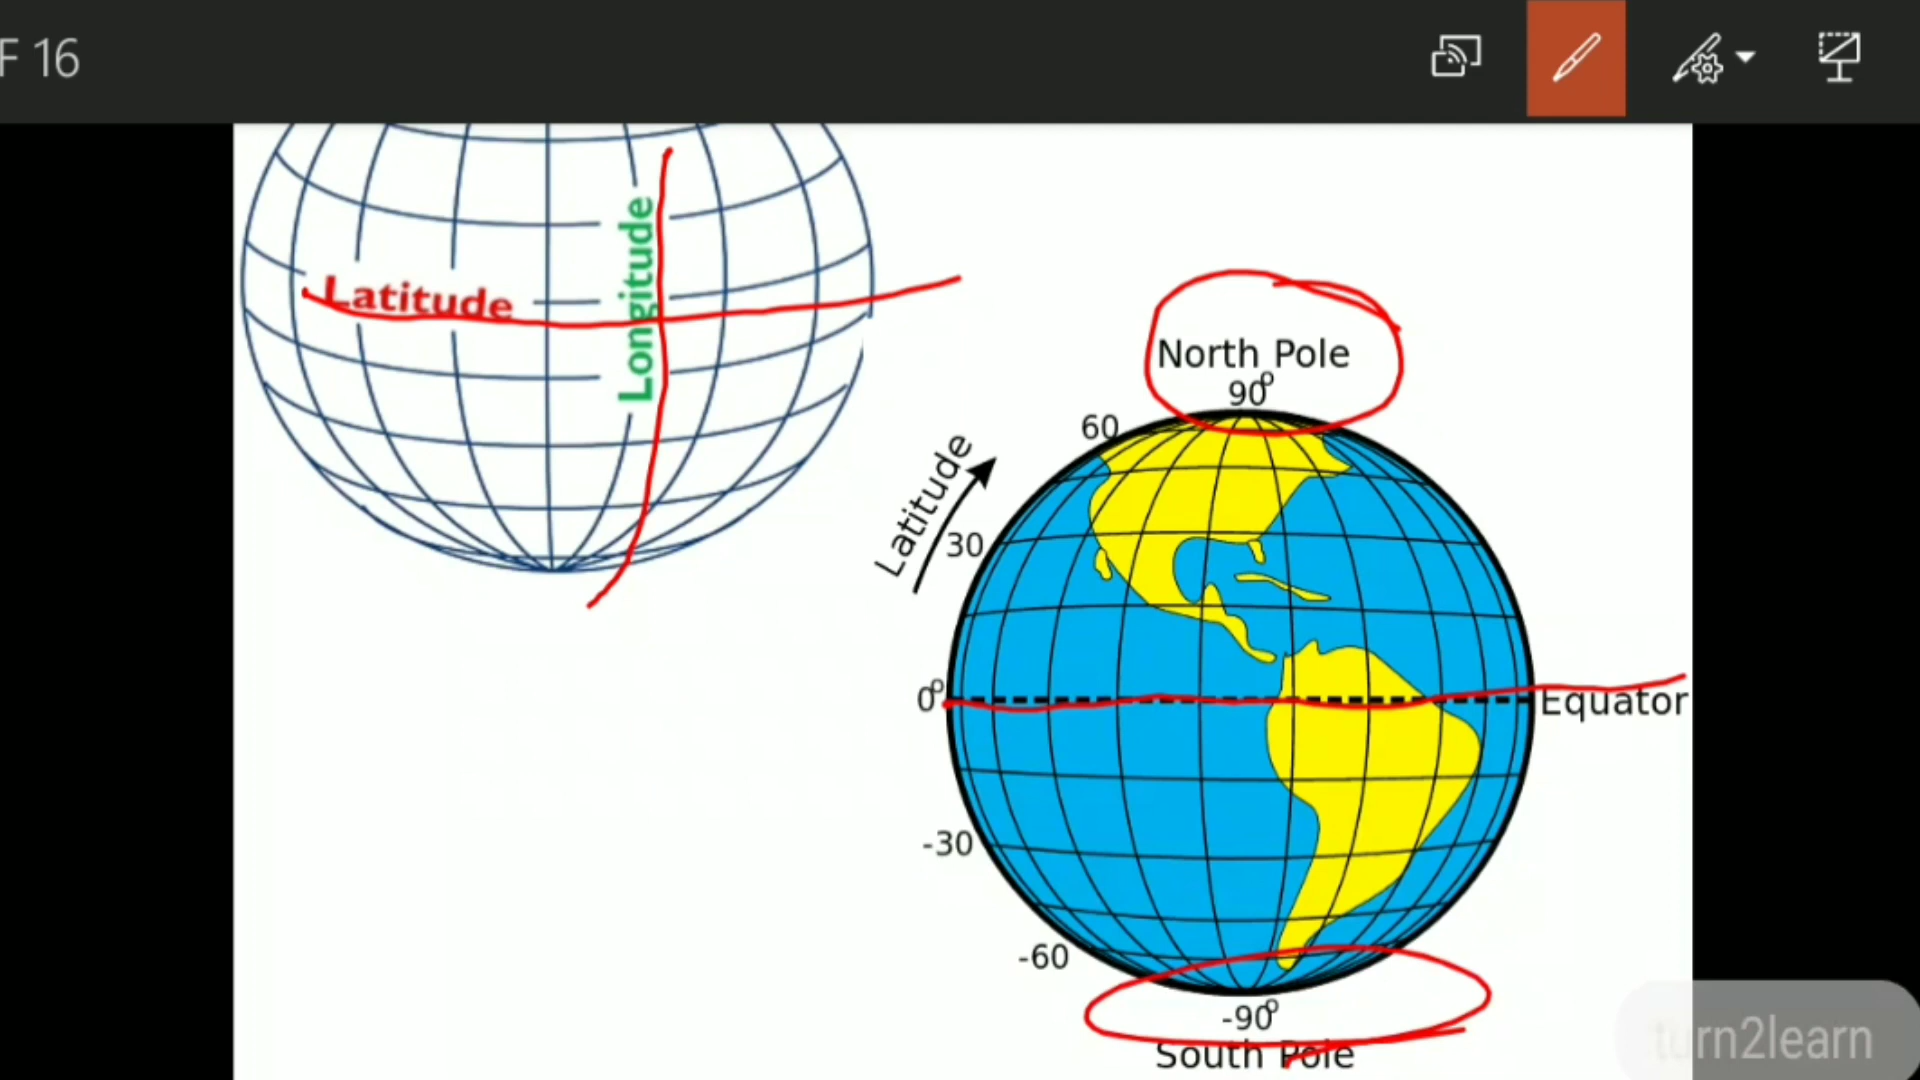 F 16
Latitude
Longitude
North Pole
90°
60
Latitude
30
0°
Equator
-30
-60
-90°
South Pole
turn2learn